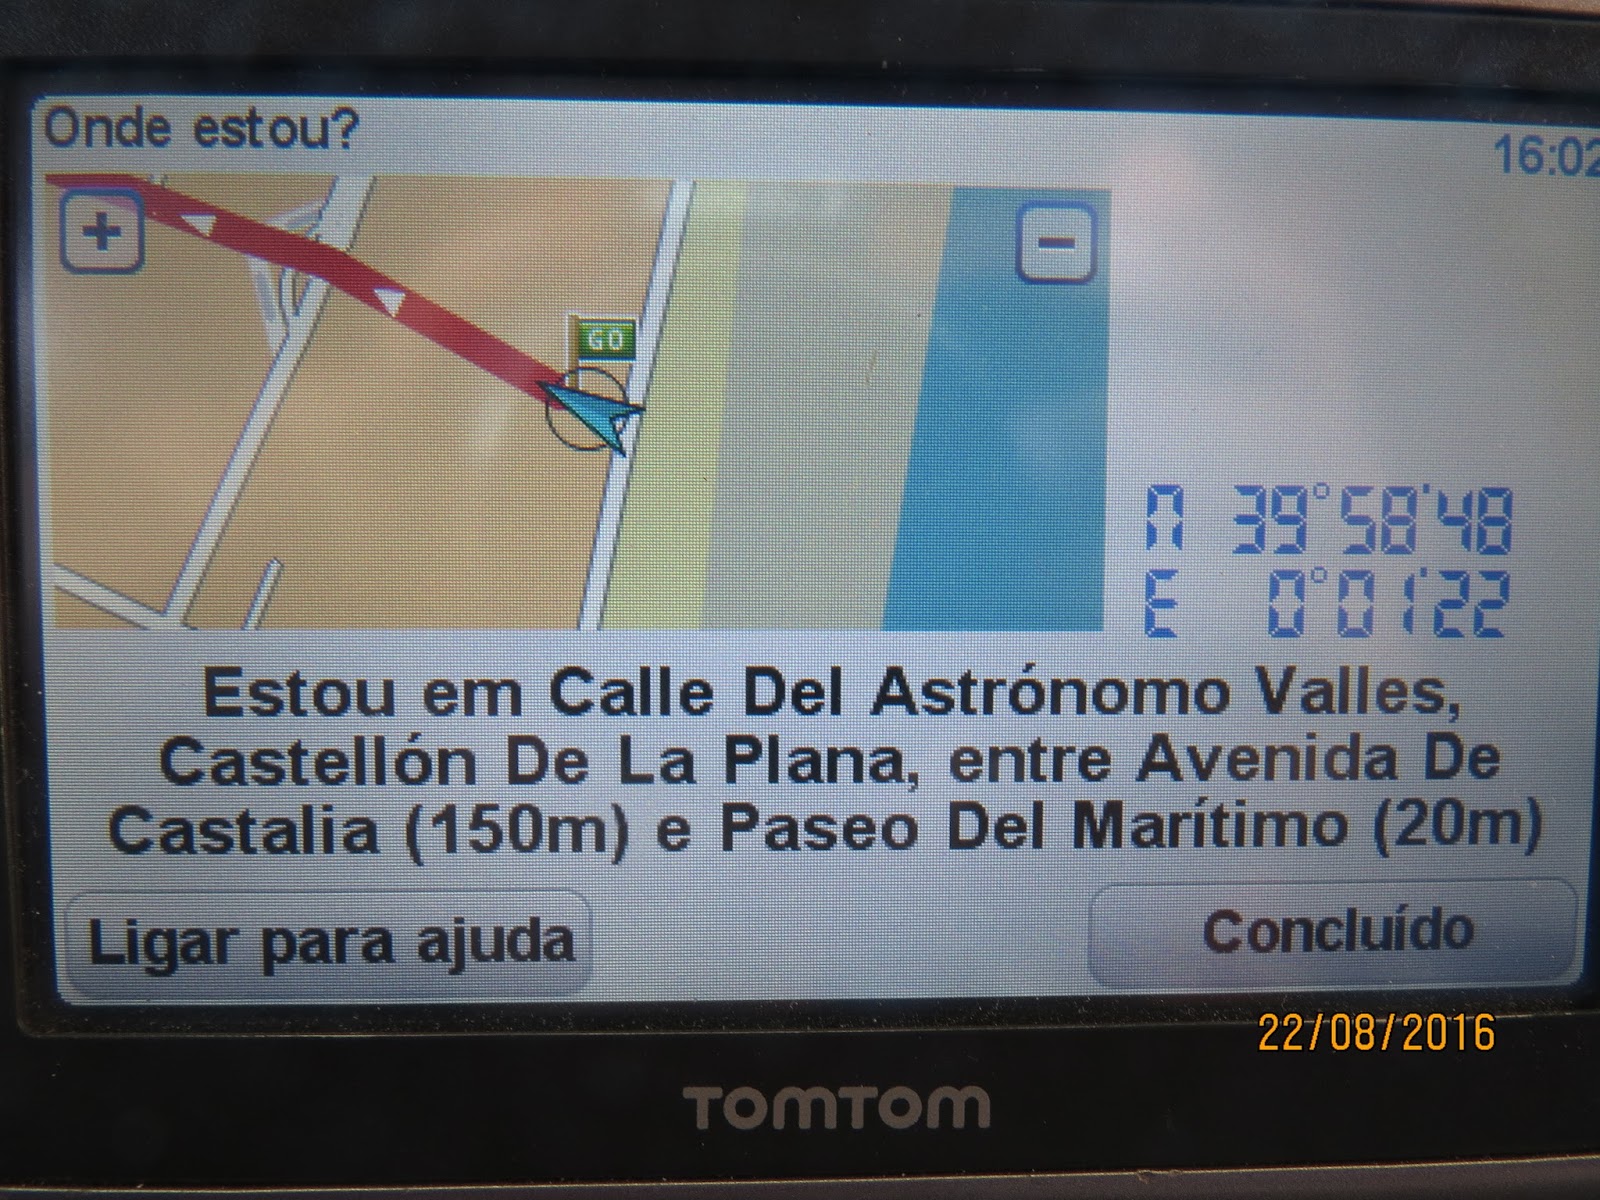 Onde estou?
16:02
+
−
GO
N 39°58'48
E 0°01'22
Estou em Calle Del Astrónomo Valles,
Castellón De La Plana, entre Avenida De
Castalia (150m) e Paseo Del Marítimo (20m)
Ligar para ajuda
Concluído
22/08/2016
TOMTOM